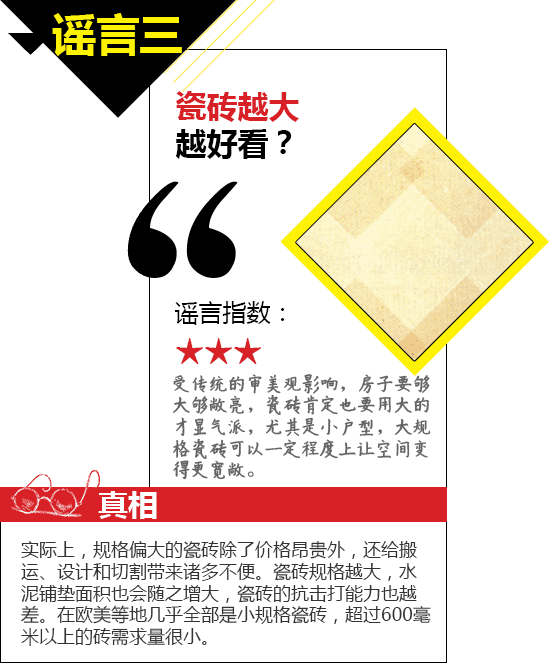 谣言三
瓷砖越大
越好看？
谣言指数：
★★★
受传统的审美观影响，房子要够
大够敞亮，瓷砖肯定也要用大的
才显气派，尤其是小户型，大规
格瓷砖可以一定程度上让空间变
得更宽敞。
真相
实际上，规格偏大的瓷砖除了价格昂贵外，还给搬
运、设计和切割带来诸多不便。瓷砖规格越大，水
泥铺垫面积也会随之增大，瓷砖的抗击打能力也越
差。在欧美等地几乎全部是小规格瓷砖，超过600毫
米以上的砖需求量很小。